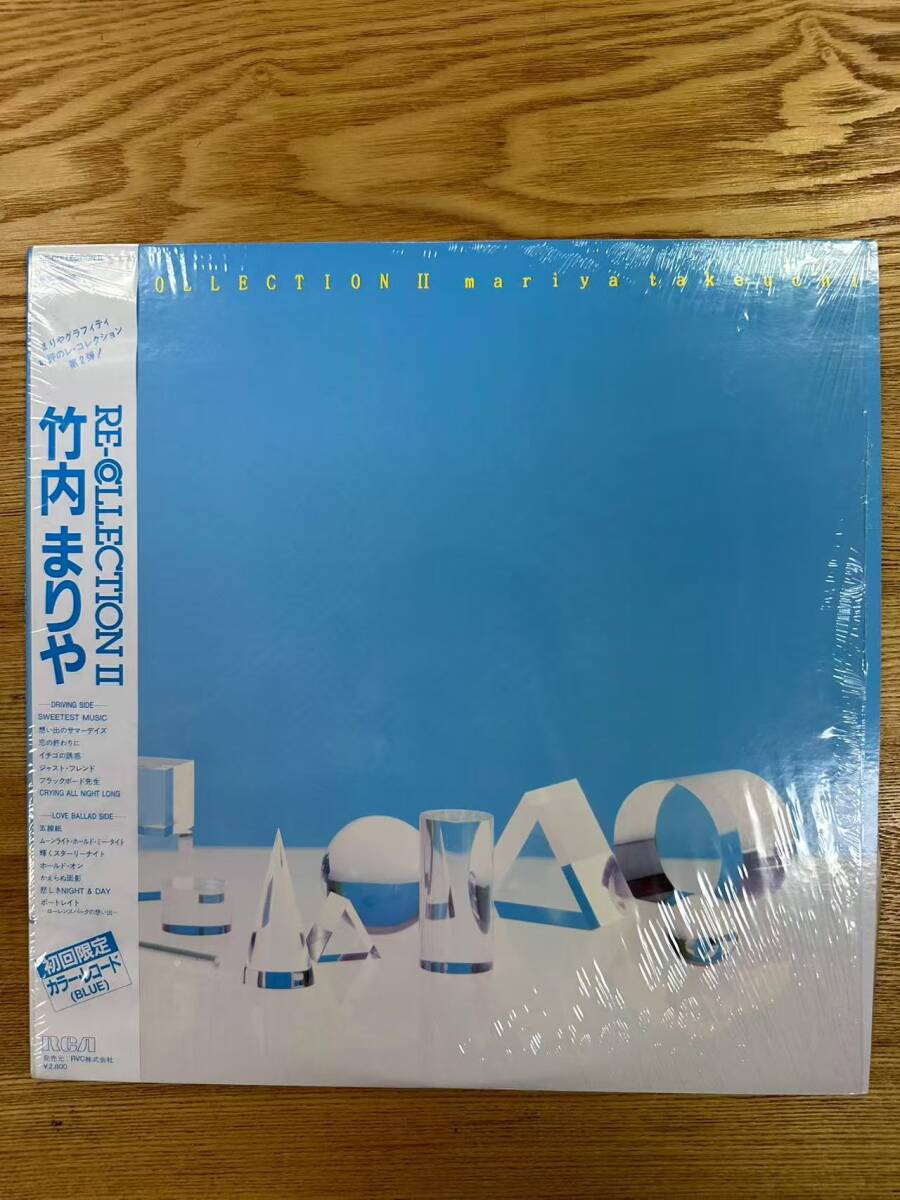 RE-COLLECTION II
OLLECTION II mariya takeuchi
まりやグラフィティ
好評のレ・コレクション
第2弾!
RE-COLLECTION II
竹内まりや
DRIVING SIDE
SWEETEST MUSIC
想い出のサマーデイズ
恋の終わりに
イチゴの誘惑
ジャスト・フレンド
ブラックボード先生
CRYING ALL NIGHT LONG
LOVE BALLAD SIDE
五線紙
ムーンライト・ホールド・ミー・タイト
輝くスターリーナイト
ホールド・オン
かえらぬ面影
悲しきNIGHT & DAY
ポートレイト
―ローレンスパークの想い出―
初回限定
カラーレコード
(BLUE)
RCA
発売元:RVC株式会社
¥2,800